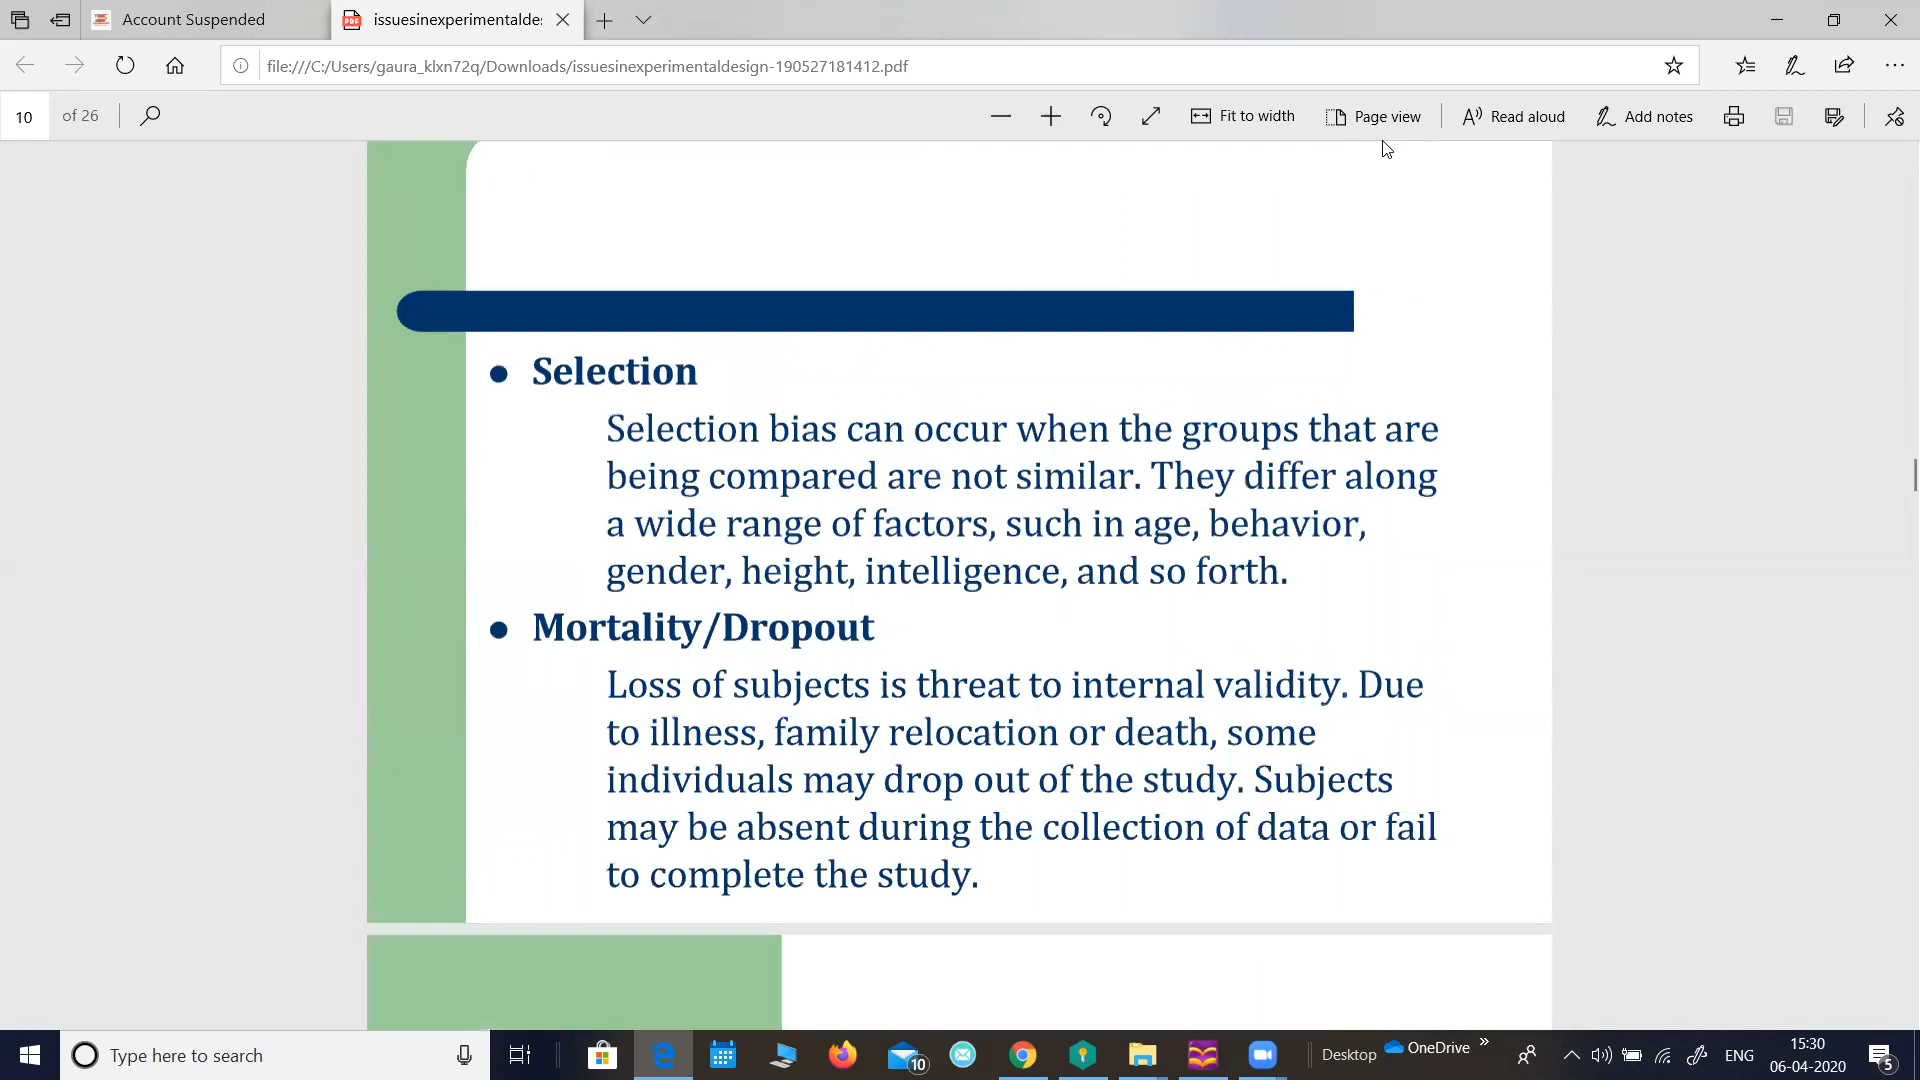 Account Suspended
issuesinexperimentalde
file:///C:/Users/gaura_klxn72q/Downloads/issuesinexperimentaldesign-190527181412.pdf
10 of 26
Fit to width
Page view
Read aloud
Add notes
Selection
Selection bias can occur when the groups that are
being compared are not similar. They differ along
a wide range of factors, such in age, behavior,
gender, height, intelligence, and so forth.
Mortality/Dropout
Loss of subjects is threat to internal validity. Due
to illness, family relocation or death, some
individuals may drop out of the study. Subjects
may be absent during the collection of data or fail
to complete the study.
Type here to search
10
Desktop
OneDrive
ENG
15:30
06-04-2020
5